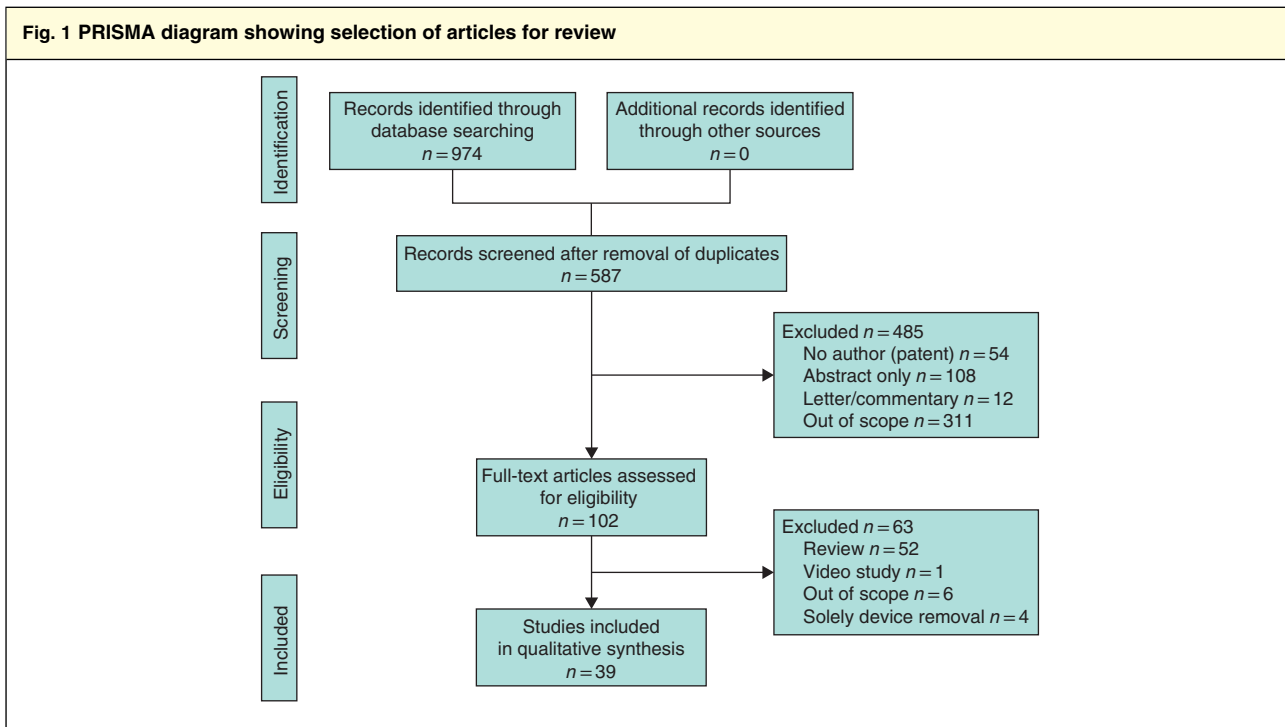 Fig. 1 PRISMA diagram showing selection of articles for review
Identification
Records identified through
database searching
n = 974
Additional records identified
through other sources
n = 0
Screening
Records screened after removal of duplicates
n = 587
Excluded n = 485
No author (patent) n = 54
Abstract only n = 108
Letter/commentary n = 12
Out of scope n = 311
Eligibility
Full-text articles assessed
for eligibility
n = 102
Excluded n = 63
Review n = 52
Video study n = 1
Out of scope n = 6
Solely device removal n = 4
Included
Studies included
in qualitative synthesis
n = 39